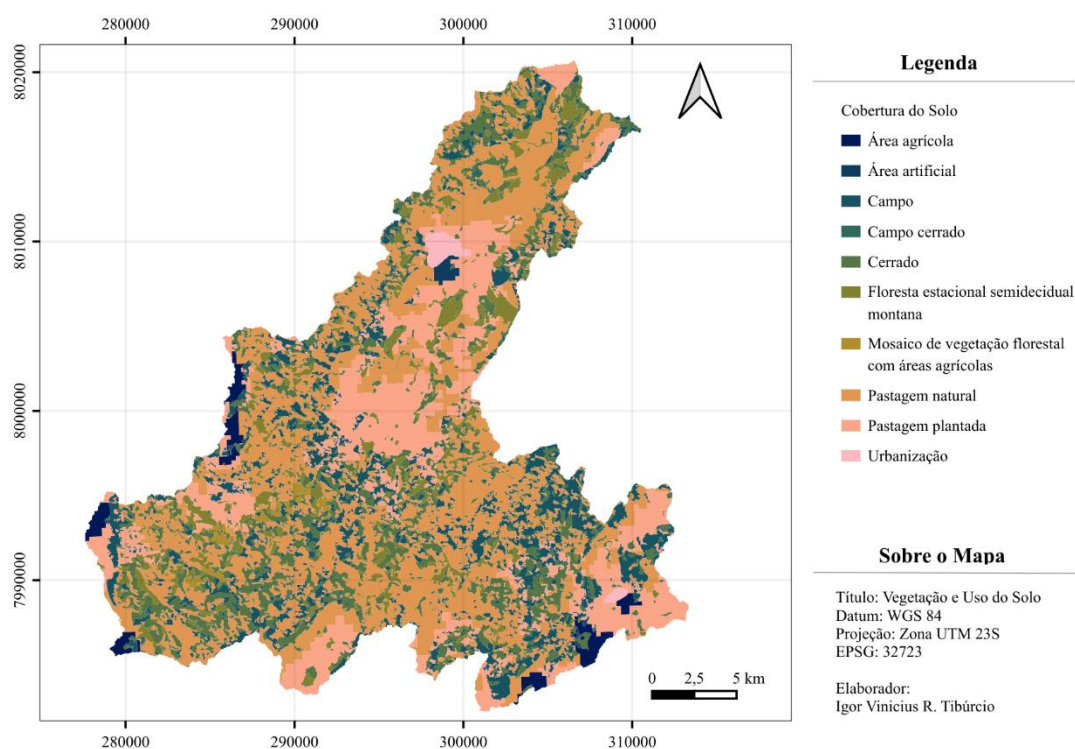 280000 290000 300000 310000
8020000
8010000
8000000
7990000
280000 290000 300000 310000
0 2,5 5 km
Legenda
Cobertura do Solo
Área agrícola
Área artificial
Campo
Campo cerrado
Cerrado
Floresta estacional semidecidual
montana
Mosaico de vegetação florestal
com áreas agrícolas
Pastagem natural
Pastagem plantada
Urbanização
Sobre o Mapa
Título: Vegetação e Uso do Solo
Datum: WGS 84
Projeção: Zona UTM 23S
EPSG: 32723
Elaborador:
Igor Vinicius R. Tibúrcio